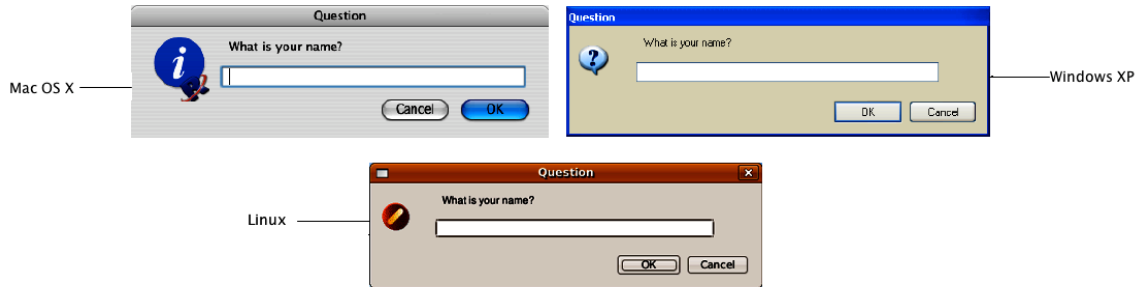 Question
What is your name?
Cancel OK
Mac OS X
Question
What is your name?
OK Cancel
Windows XP
Question
What is your name?
OK Cancel
Linux